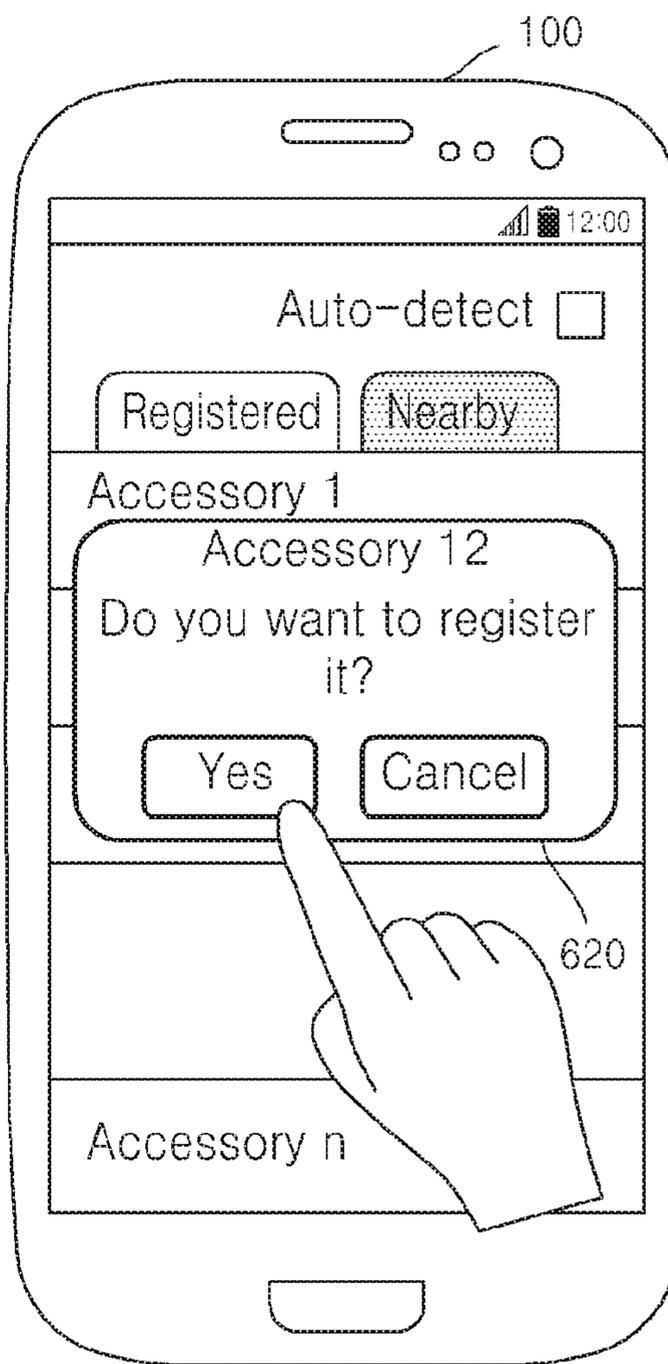 100
12:00
Auto-detect
Registered Nearby
Accessory 1
Accessory 12
Do you want to register
it?
Yes Cancel
620
Accessory n